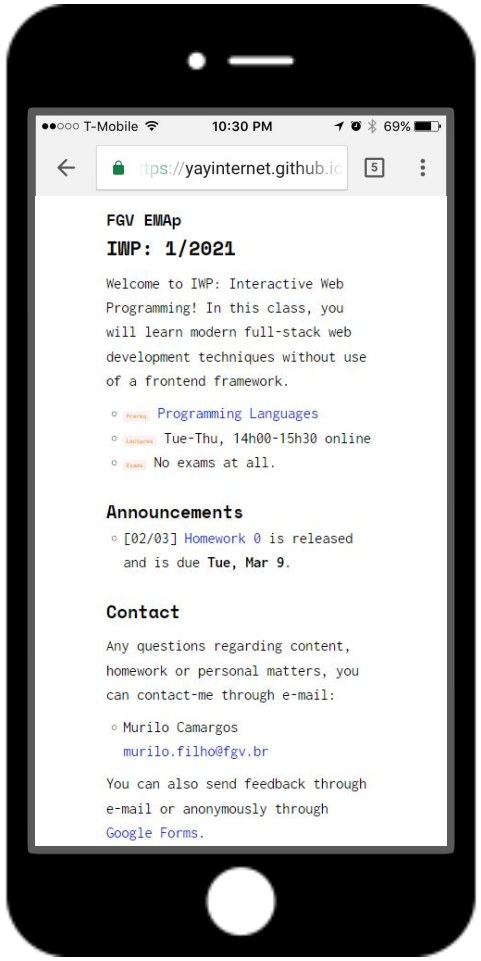 T-Mobile 10:30 PM 69%
ttps://yayinternet.github.io 5
FGV EMAp
IWP: 1/2021
Welcome to IWP: Interactive Web
Programming! In this class, you
will learn modern full-stack web
development techniques without use
of a frontend framework.
Prereq Programming Languages
Lectures Tue-Thu, 14h00-15h30 online
Exams No exams at all.
Announcements
[02/03] Homework 0 is released
and is due Tue, Mar 9.
Contact
Any questions regarding content,
homework or personal matters, you
can contact-me through e-mail:
Murilo Camargos
murilo.filho@fgv.br
You can also send feedback through
e-mail or anonymously through
Google Forms.